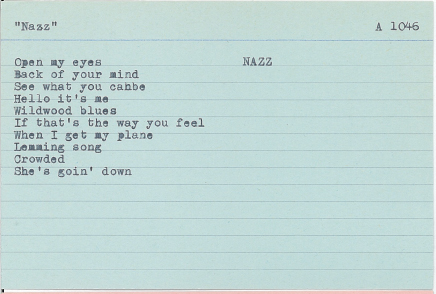 "Nazz" A 1046
Open my eyes NAZZ
Back of your mind
See what you cahbe
Hello it's me
Wildwood blues
If that's the way you feel
When I get my plane
Lemming song
Crowded
She's goin' down